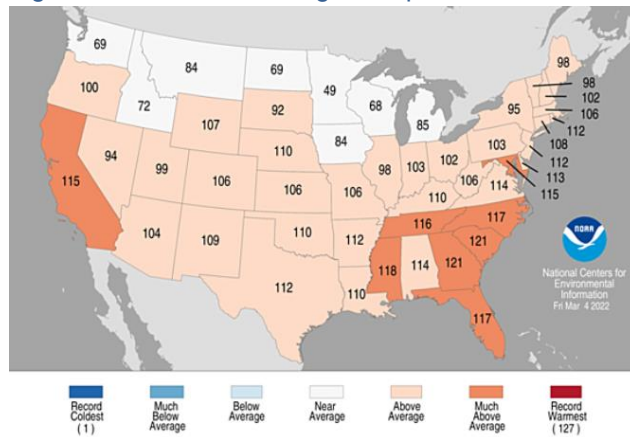 69
84
69
49
68
85
98
100
72
107
92
95
98
102
106
112
108
112
113
115
84
110
98
103
102
103
115
94
99
106
106
106
110
106
114
104
109
110
112
116
117
112
110
118
114
121
121
117
NOAA
National Centers for
Environmental
Information
Fri Mar 4 2022
Record
Coldest
(1)
Much
Below
Average
Below
Average
Near
Average
Above
Average
Much
Above
Average
Record
Warmest
(127)